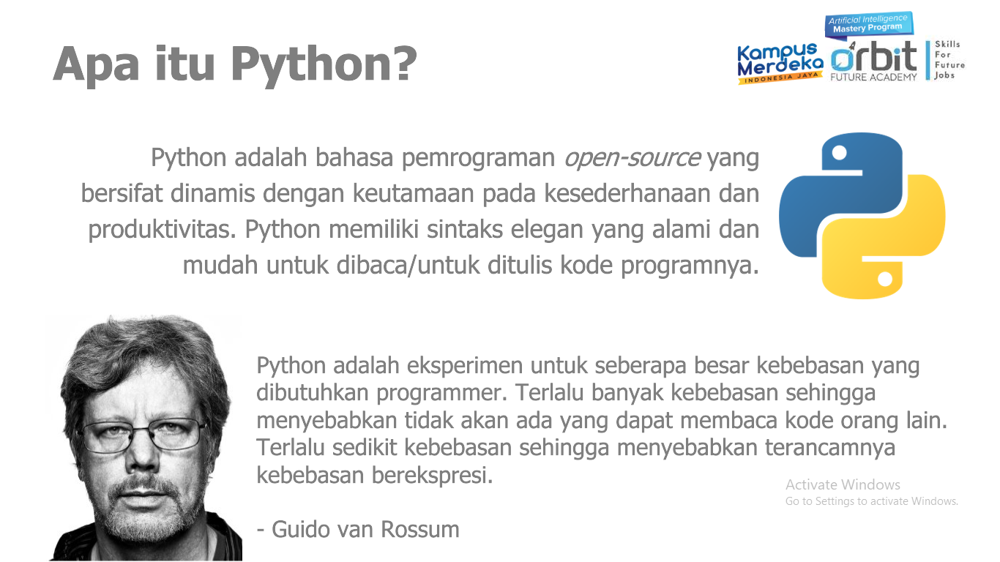 Apa itu Python?
Artificial Intelligence
Mastery Program
Kampus
Merdeka
INDONESIA JAYA
orbit
FUTURE ACADEMY
Skills
For
Future
Jobs
Python adalah bahasa pemrograman open-source yang
bersifat dinamis dengan keutamaan pada kesederhanaan dan
produktivitas. Python memiliki sintaks elegan yang alami dan
mudah untuk dibaca/untuk ditulis kode programnya.
Python adalah eksperimen untuk seberapa besar kebebasan yang
dibutuhkan programmer. Terlalu banyak kebebasan sehingga
menyebabkan tidak akan ada yang dapat membaca kode orang lain.
Terlalu sedikit kebebasan sehingga menyebabkan terancamnya
kebebasan berekspresi.
- Guido van Rossum
Activate Windows
Go to Settings to activate Windows.